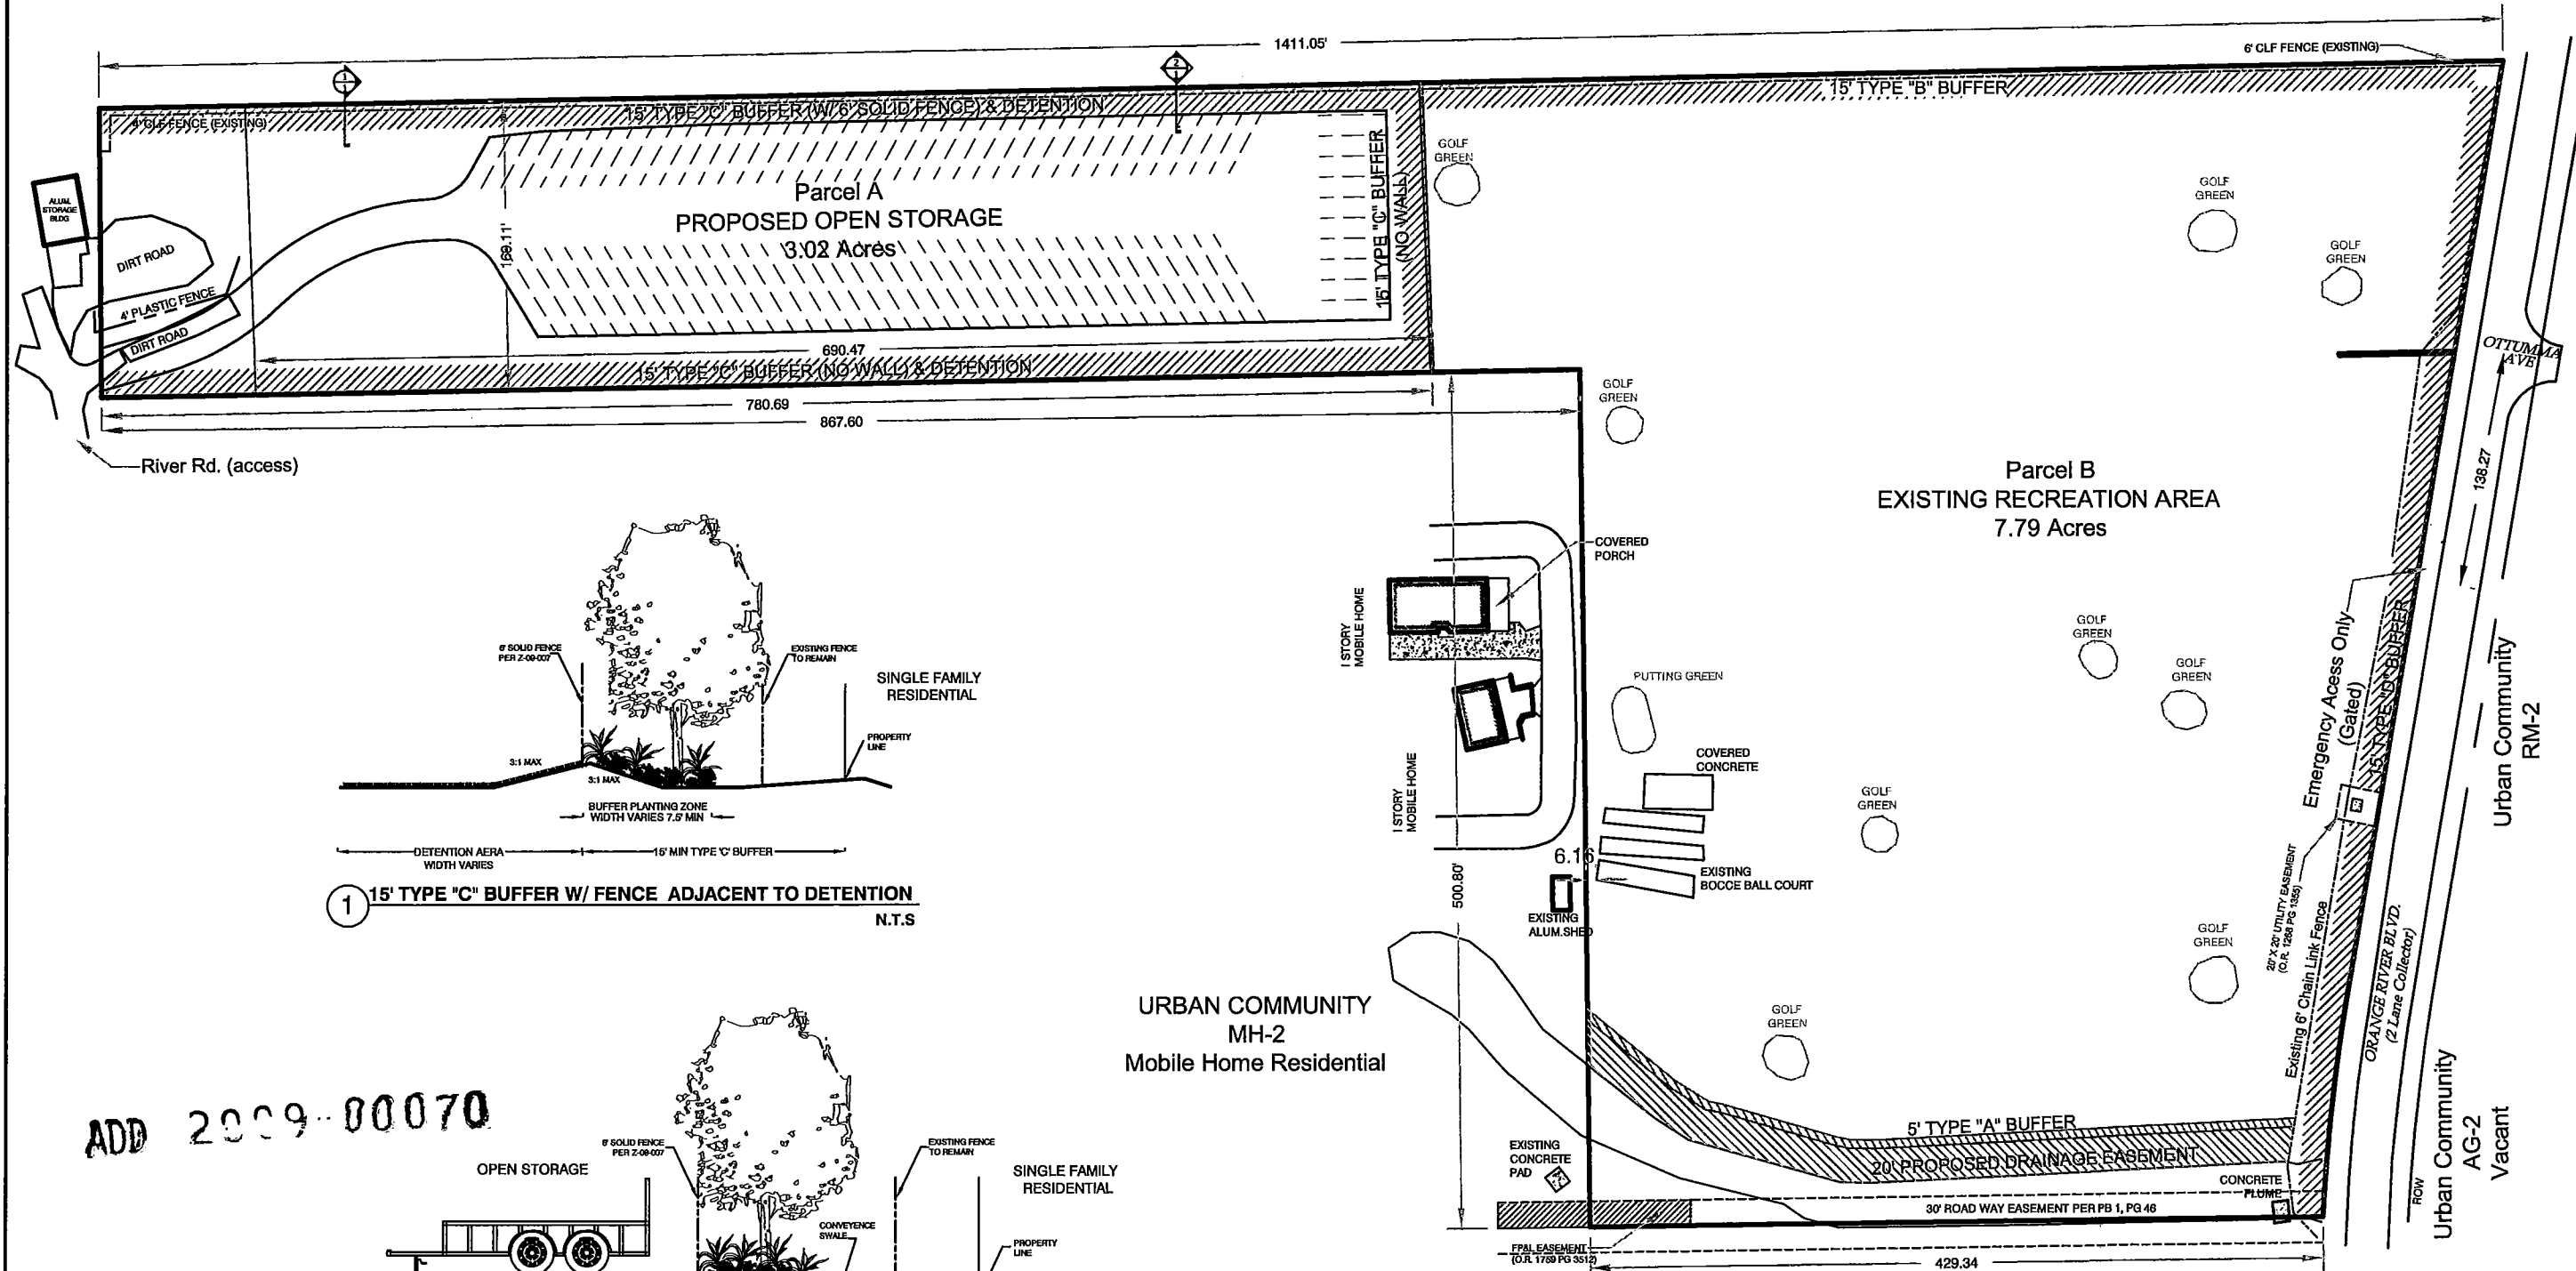 1411.05'
6' CLF FENCE (EXISTING)
1
1
2
1
15' TYPE "C" BUFFER (W/ 6' SOLID FENCE) & DETENTION
15' TYPE "B" BUFFER
4' CLF FENCE (EXISTING)
ALUM.
STORAGE
BLDG
DIRT ROAD
4' PLASTIC FENCE
DIRT ROAD
169.11'
Parcel A
PROPOSED OPEN STORAGE
3.02 Acres
15' TYPE "C" BUFFER
(NO WALL)
690.47
15' TYPE "C" BUFFER (NO WALL) & DETENTION
780.69
867.60
River Rd. (access)
GOLF
GREEN
GOLF
GREEN
GOLF
GREEN
GOLF
GREEN
OTTUMMA
AVE
138.27
Parcel B
EXISTING RECREATION AREA
7.79 Acres
COVERED
PORCH
1 STORY
MOBILE HOME
1 STORY
MOBILE HOME
PUTTING GREEN
COVERED
CONCRETE
GOLF
GREEN
GOLF
GREEN
GOLF
GREEN
Emergency Acess Only
(Gated)
15' TYPE "D" BUFFER
Urban Community
RM-2
6' SOLID FENCE
PER Z-09-007
EXISTING FENCE
TO REMAIN
SINGLE FAMILY
RESIDENTIAL
PROPERTY
LINE
3:1 MAX
3:1 MAX
BUFFER PLANTING ZONE
WIDTH VARIES 7.5' MIN
DETENTION AERA
WIDTH VARIES
15' MIN TYPE 'C' BUFFER
1
15' TYPE "C" BUFFER W/ FENCE ADJACENT TO DETENTION
N.T.S
6.16
500.80'
EXISTING
BOCCE BALL COURT
EXISTING
ALUM.SHED
20' X 20' UTILITY EASEMENT
(O.R. 1268 PG 1355)
Existing 6' Chain Link Fence
ORANGE RIVER BLVD.
(2 Lane Collector)
GOLF
GREEN
GOLF
GREEN
URBAN COMMUNITY
MH-2
Mobile Home Residential
Urban Community
AG-2
Vacant
ROW
ADD 2009-00070
6' SOLID FENCE
PER Z-09-007
EXISTING FENCE
TO REMAIN
OPEN STORAGE
SINGLE FAMILY
RESIDENTIAL
CONVEYENCE
SWALE
PROPERTY
LINE
5' TYPE "A" BUFFER
20' PROPOSED DRAINAGE EASEMENT
EXISTING
CONCRETE
PAD
CONCRETE
FLUME
30' ROAD WAY EASEMENT PER PB 1, PG 46
FP&L EASEMENT
(O.R. 1759 PG 3512)
429.34